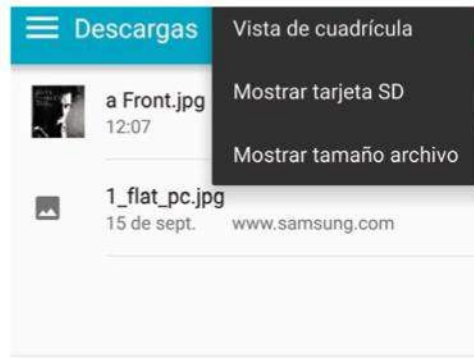 Descargas
Vista de cuadrícula
Mostrar tarjeta SD
Mostrar tamaño archivo
a Front.jpg
12:07
1_flat_pc.jpg
15 de sept. www.samsung.com